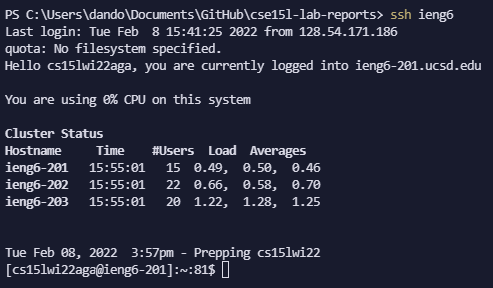 PS C:\Users\dando\Documents\GitHub\cse15l-lab-reports> ssh ieng6
Last login: Tue Feb  8 15:41:25 2022 from 128.54.171.186
quota: No filesystem specified.
Hello cs15lwi22aga, you are currently logged into ieng6-201.ucsd.edu

You are using 0% CPU on this system

Cluster Status
Hostname     Time    #Users  Load  Averages
ieng6-201   15:55:01   15  0.49,  0.50,  0.46
ieng6-202   15:55:01   22  0.66,  0.58,  0.70
ieng6-203   15:55:01   20  1.22,  1.28,  1.25

Tue Feb 08, 2022  3:57pm - Prepping cs15lwi22
[cs15lwi22aga@ieng6-201]:~:81$